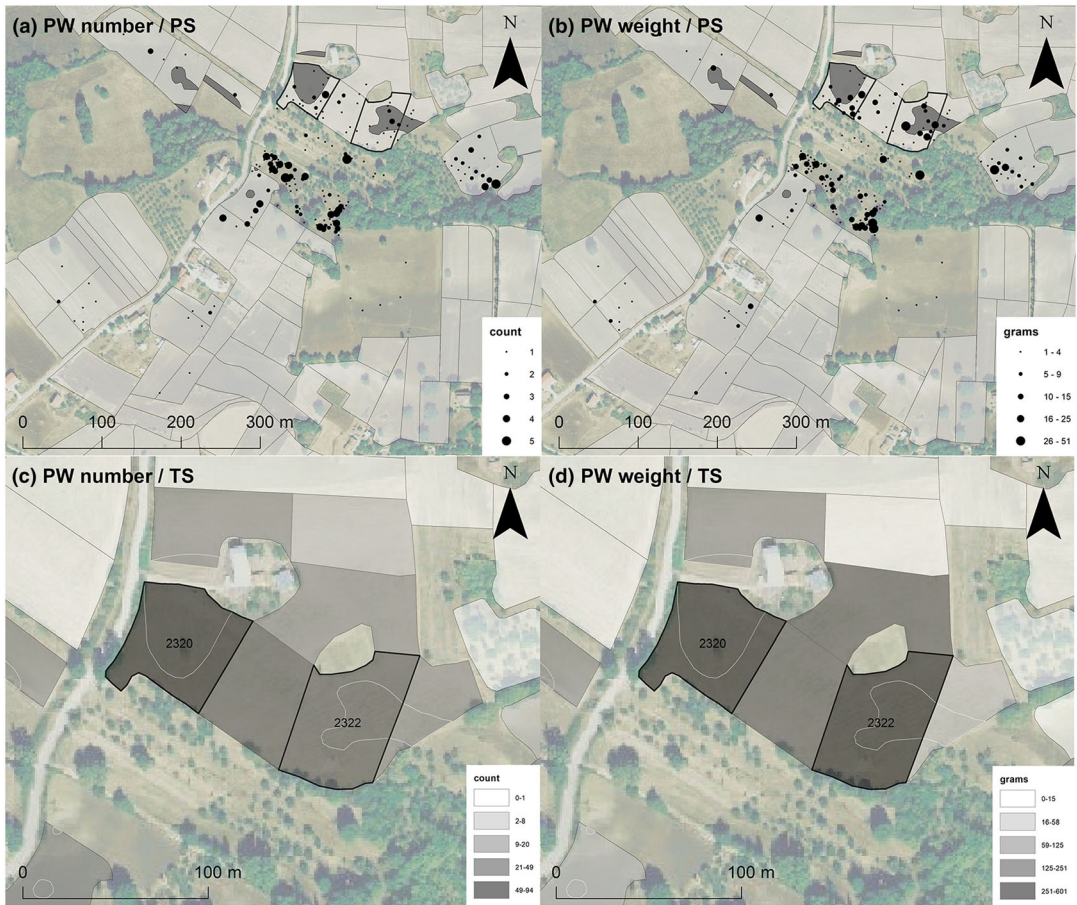 (a) PW number / PS
N
count
1
2
3
4
5
0 100 200 300 m
(b) PW weight / PS
N
grams
1 - 4
5 - 9
10 - 15
16 - 25
26 - 51
0 100 200 300 m
(c) PW number / TS
N
2320
2322
count
0-1
2-8
9-20
21-49
49-94
0 100 m
(d) PW weight / TS
N
2320
2322
grams
0-15
16-58
59-125
125-251
251-601
0 100 m